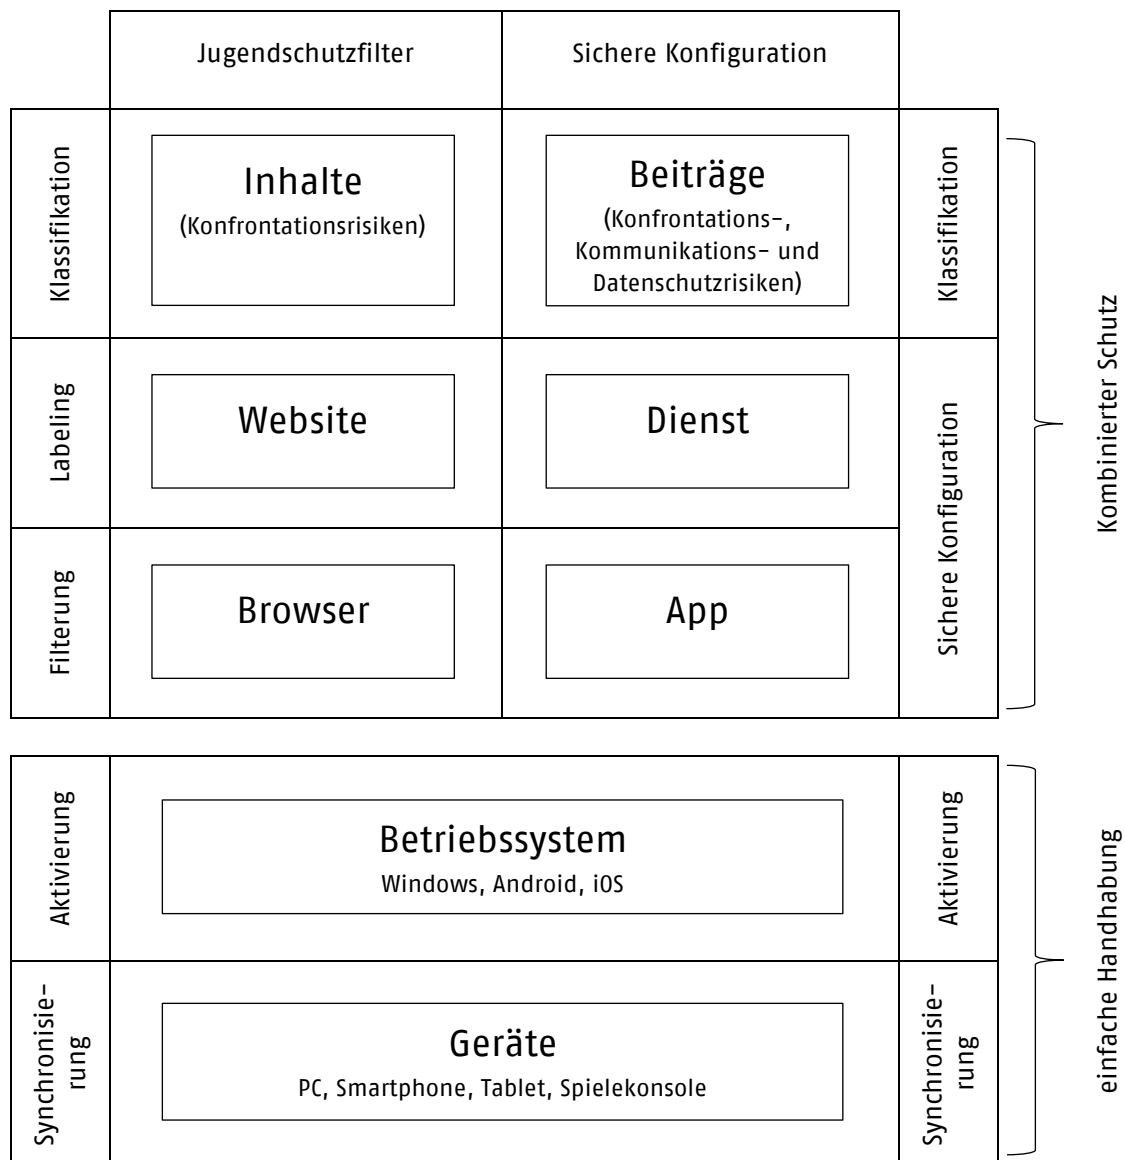 Jugendschutzfilter
Sichere Konfiguration
Klassifikation
Inhalte
(Konfrontationsrisiken)
Beiträge
(Konfrontations-,
Kommunikations- und
Datenschutzrisiken)
Klassifikation
Labeling
Website
Dienst
Sichere Konfiguration
Filterung
Browser
App
Kombinierter Schutz
Aktivierung
Betriebssystem
Windows, Android, iOS
Aktivierung
Synchronisie-
rung
Geräte
PC, Smartphone, Tablet, Spielekonsole
Synchronisie-
rung
einfache Handhabung